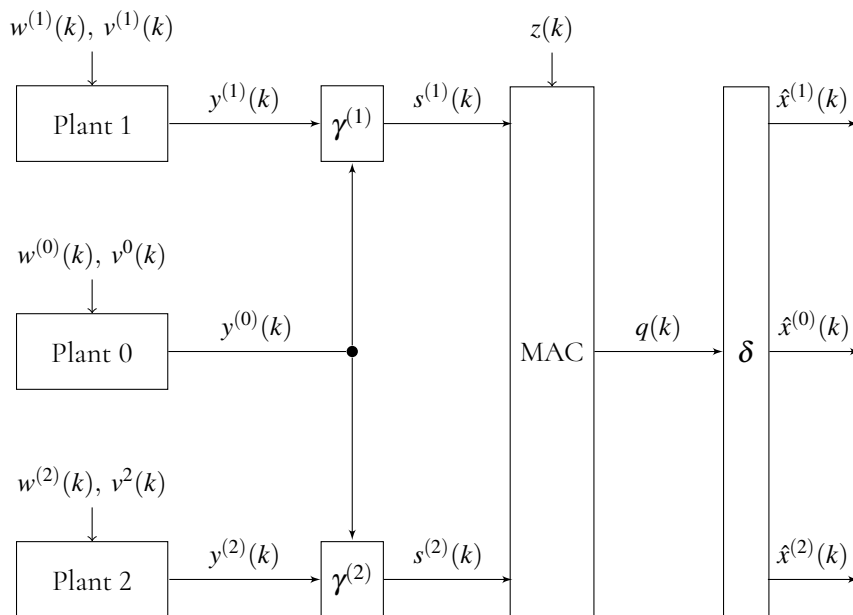 w^{(1)}(k), v^{(1)}(k)
z(k)
Plant 1
y^{(1)}(k)
γ^{(1)}
s^{(1)}(k)
x̂^{(1)}(k)
w^{(0)}(k), v^0(k)
Plant 0
y^{(0)}(k)
MAC
q(k)
δ
x̂^{(0)}(k)
w^{(2)}(k), v^2(k)
Plant 2
y^{(2)}(k)
γ^{(2)}
s^{(2)}(k)
x̂^{(2)}(k)